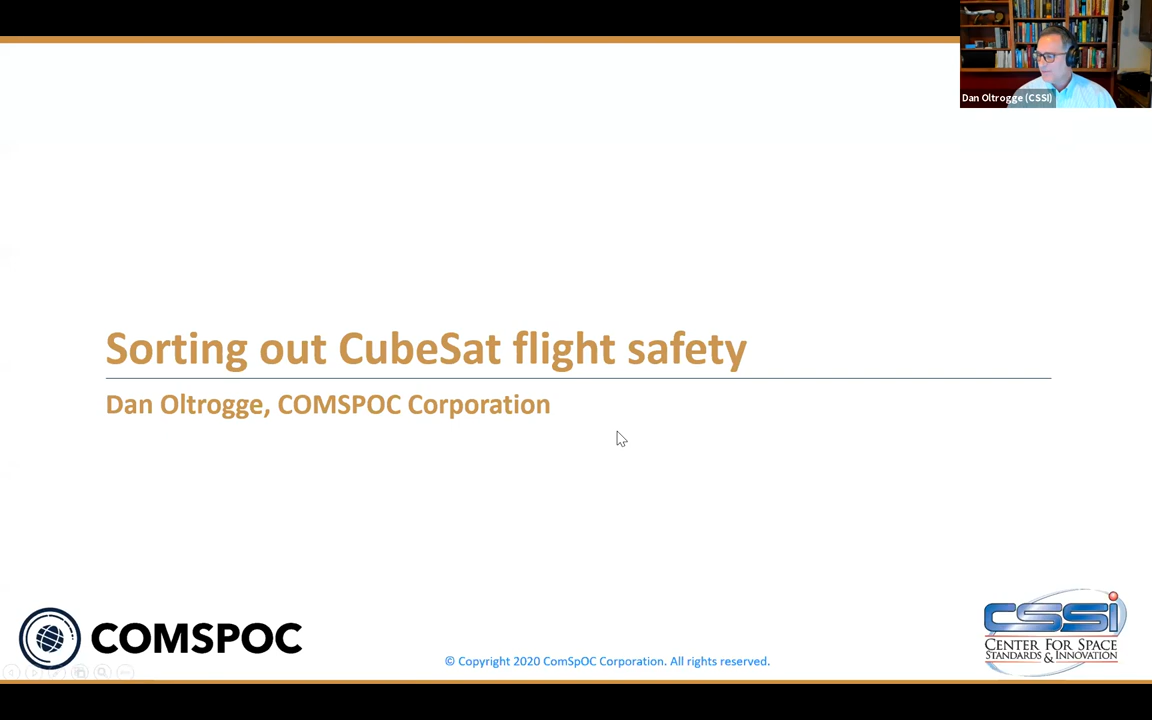 Dan Oltrogge (CSSI)
Sorting out CubeSat flight safety
Dan Oltrogge, COMSPOC Corporation
COMSPOC
© Copyright 2020 ComSpOC Corporation. All rights reserved.
CSSI
CENTER FOR SPACE
STANDARDS & INNOVATION